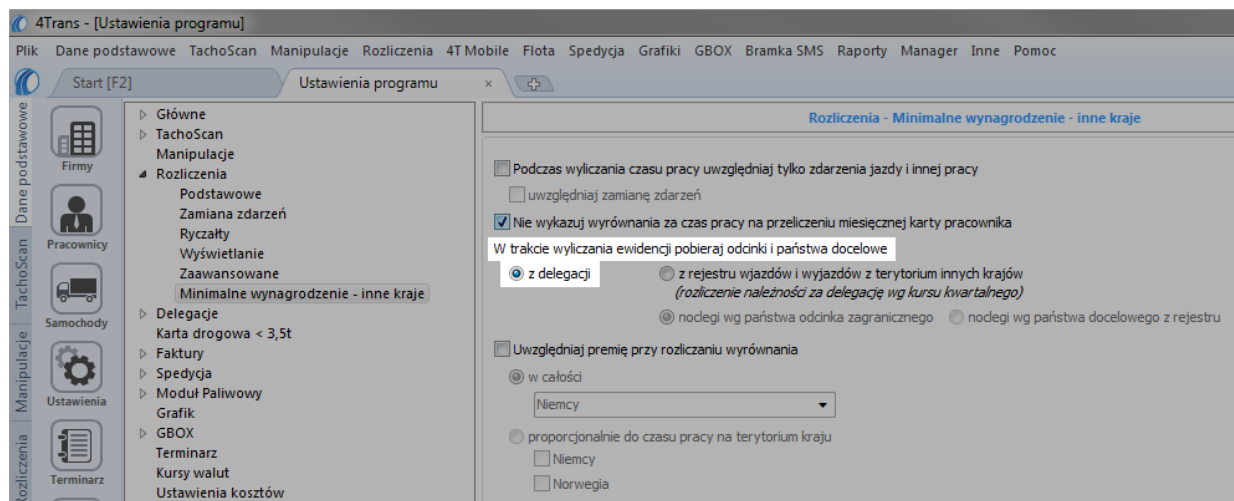 4Trans - [Ustawienia programu]
Plik Dane podstawowe TachoScan Manipulacje Rozliczenia 4T Mobile Flota Spedycja Grafiki GBOX Bramka SMS Raporty Manager Inne Pomoc
Start [F2] Ustawienia programu
Dane podstawowe
TachoScan
Manipulacje
Rozliczenia
Firmy
Pracownicy
Samochody
Ustawienia
Terminarz
Główne
TachoScan
Manipulacje
Rozliczenia
Podstawowe
Zamiana zdarzeń
Ryczałty
Wyświetlanie
Zaawansowane
Minimalne wynagrodzenie - inne kraje
Delegacje
Karta drogowa < 3,5t
Faktury
Spedycja
Moduł Paliwowy
Grafik
GBOX
Terminarz
Kursy walut
Ustawienia kosztów
Rozliczenia - Minimalne wynagrodzenie - inne kraje
Podczas wyliczania czasu pracy uwzględniaj tylko zdarzenia jazdy i innej pracy
uwzględniaj zamianę zdarzeń
Nie wykazuj wyrównania za czas pracy na przeliczeniu miesięcznej karty pracownika
W trakcie wyliczania ewidencji pobieraj odcinki i państwa docelowe
z delegacji z rejestru wjazdów i wyjazdów z terytorium innych krajów
(rozliczenie należności za delegację wg kursu kwartalnego)
noclegi wg państwa odcinka zagranicznego noclegi wg państwa docelowego z rejestru
Uwzględniaj premię przy rozliczaniu wyrównania
w całości
Niemcy
proporcjonalnie do czasu pracy na terytorium kraju
Niemcy
Norwegia